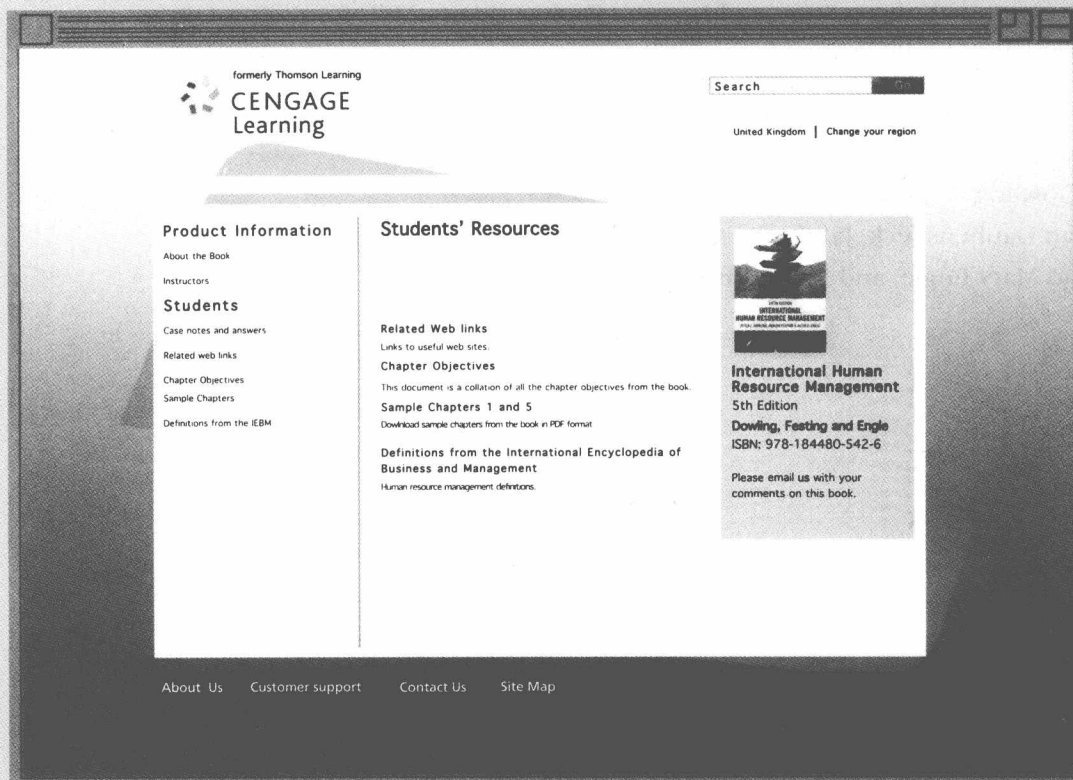 formerly Thomson Learning
CENGAGE
Learning
Search
Go
United Kingdom | Change your region
Product Information
About the Book
Instructors
Students
Case notes and answers
Related web links
Chapter Objectives
Sample Chapters
Definitions from the IEBM
Students' Resources
Related Web links
Links to useful web sites.
Chapter Objectives
This document is a collation of all the chapter objectives from the book.
Sample Chapters 1 and 5
Download sample chapters from the book in PDF format
Definitions from the International Encyclopedia of
Business and Management
Human resource management definitions.
INTERNATIONAL
HUMAN RESOURCE MANAGEMENT
International Human
Resource Management
5th Edition
Dowling, Festing and Engle
ISBN: 978-184480-542-6
Please email us with your
comments on this book.
About Us
Customer support
Contact Us
Site Map